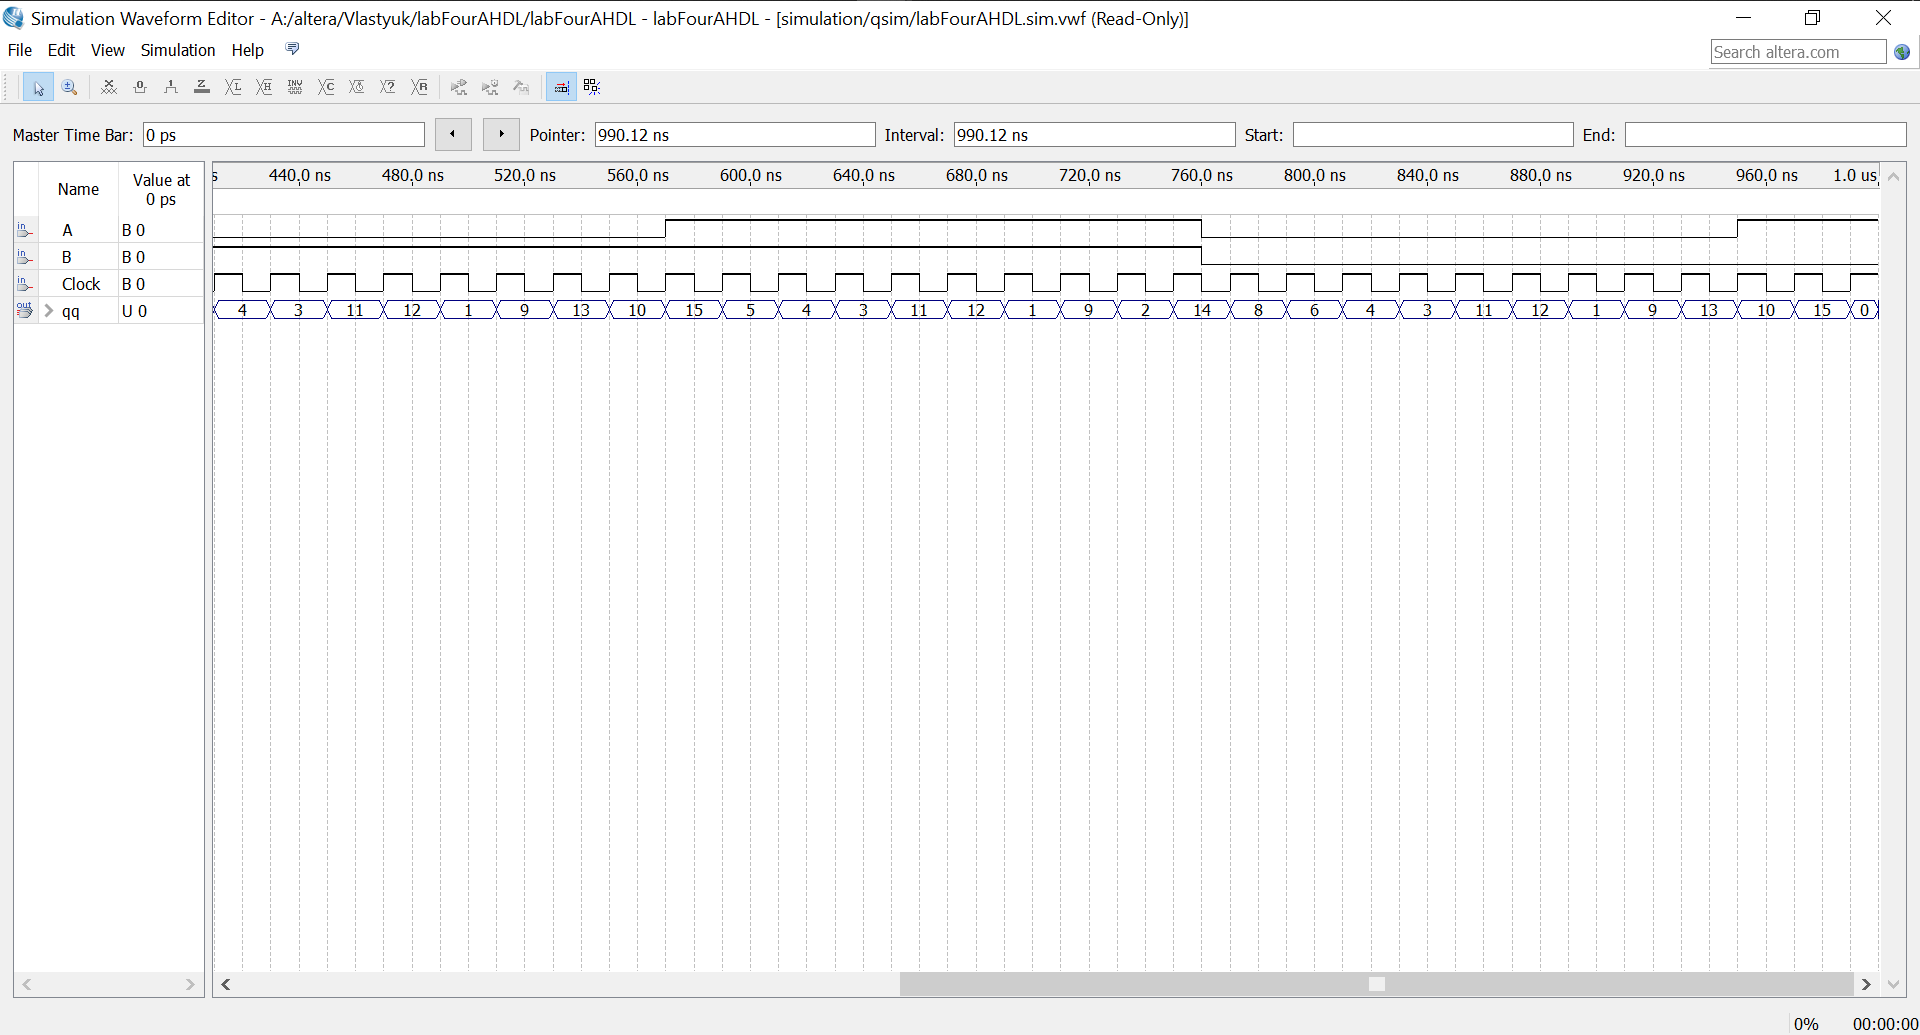 Simulation Waveform Editor - A:/altera/Vlastyuk/labFourAHDL/labFourAHDL - labFourAHDL - [simulation/qsim/labFourAHDL.sim.vwf (Read-Only)]
File Edit View Simulation Help
Search altera.com
Master Time Bar: 0 ps Pointer: 990.12 ns Interval: 990.12 ns Start: End:
Name Value at 0 ps
s 440,0 ns 480,0 ns 520,0 ns 560,0 ns 600,0 ns 640,0 ns 680,0 ns 720,0 ns 760,0 ns 800,0 ns 840,0 ns 880,0 ns 920,0 ns 960,0 ns 1.0 us
in A B 0
in B B 0
in Clock B 0
out qq U 0 4 3 11 12 1 9 13 10 15 5 4 3 11 12 1 9 2 14 8 6 4 3 11 12 1 9 13 10 15 0
0% 00:00:00